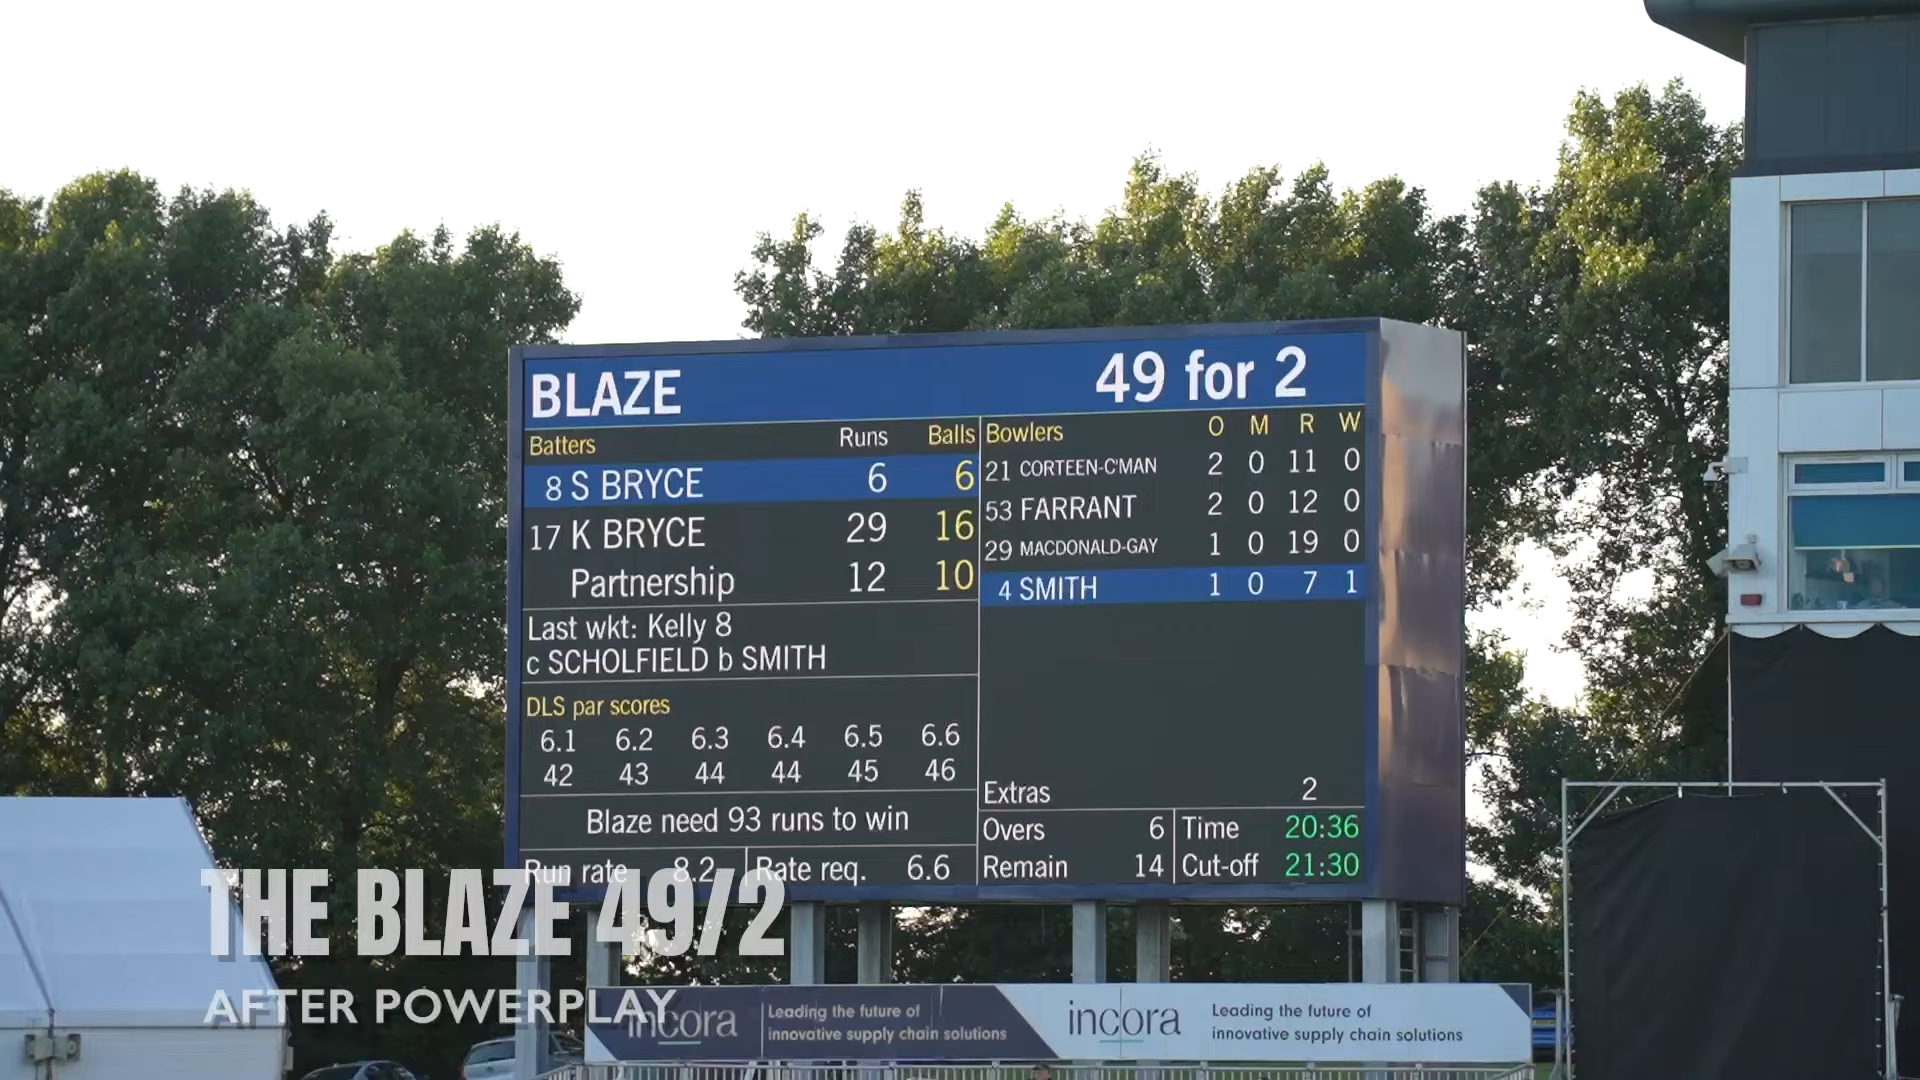 BLAZE 49 for 2
Batters Runs Balls
8 S BRYCE 6 6
17 K BRYCE 29 16
Partnership 12 10
Last wkt: Kelly 8
c SCHOLFIELD b SMITH
DLS par scores
6.1 6.2 6.3 6.4 6.5 6.6
42 43 44 44 45 46
Blaze need 93 runs to win
Run rate 8.2 Rate req. 6.6
Bowlers O M R W
21 CORTEEN-C'MAN 2 0 11 0
53 FARRANT 2 0 12 0
29 MACDONALD-GAY 1 0 19 0
4 SMITH 1 0 7 1
Extras 2
Overs 6 Time 20:36
Remain 14 Cut-off 21:30
THE BLAZE 49/2
AFTER POWERPLAY
incora
Leading the future of
innovative supply chain solutions
incora
Leading the future of
innovative supply chain solutions